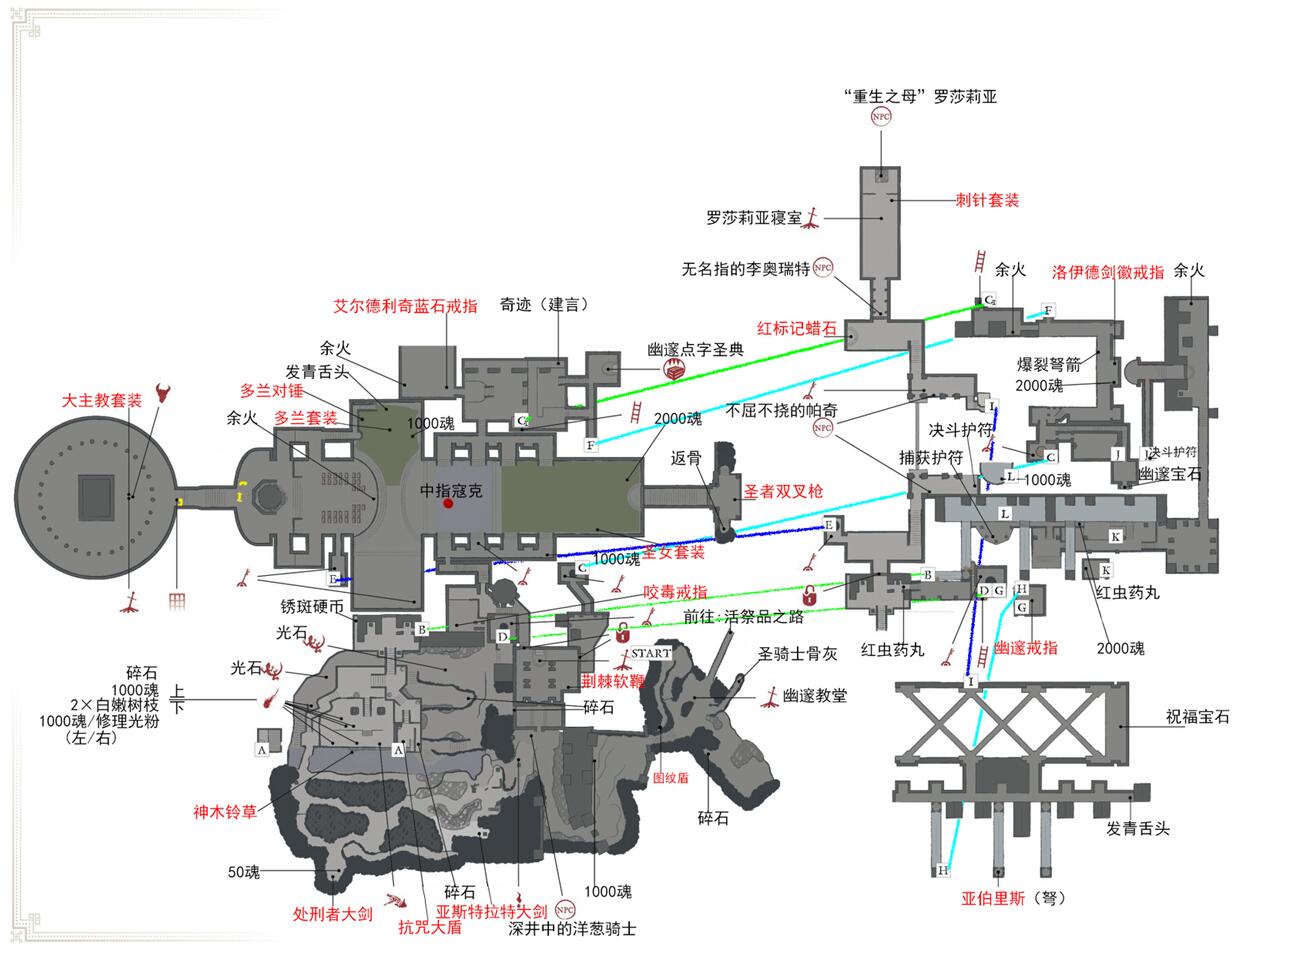 “重生之母”罗莎莉亚
NPC
刺针套装
罗莎莉亚寝室
无名指的李奥瑞特
NPC
余火
洛伊德剑徽戒指
余火
艾尔德利奇蓝石戒指
奇迹（建言）
C₂
F
红标记蜡石
余火
幽邃点字圣典
爆裂弩箭
2000魂
发青舌头
多兰对锤
大主教套装
多兰套装
余火
1000魂
2000魂
不屈不挠的帕奇
NPC
I
F
决斗护符
返骨
捕获护符
C
J
J
决斗护符
幽邃宝石
中指寇克
圣者双叉枪
L
1000魂
L
E
K
圣女套装
1000魂
C
E
B
K
红虫药丸
D
G
H
G
锈斑硬币
咬毒戒指
光石
B
D
前往:活祭品之路
红虫药丸
幽邃戒指
2000魂
START
圣骑士骨灰
光石
荆棘软鞭
I
碎石
1000魂
上
2×白嫩树枝
下
1000魂/修理光粉
（左/右）
碎石
幽邃教堂
祝福宝石
A
A
图纹盾
神木铃草
碎石
发青舌头
50魂
H
碎石
1000魂
处刑者大剑
亚斯特拉特大剑
NPC
抗咒大盾
深井中的洋葱骑士
亚伯里斯（弩）